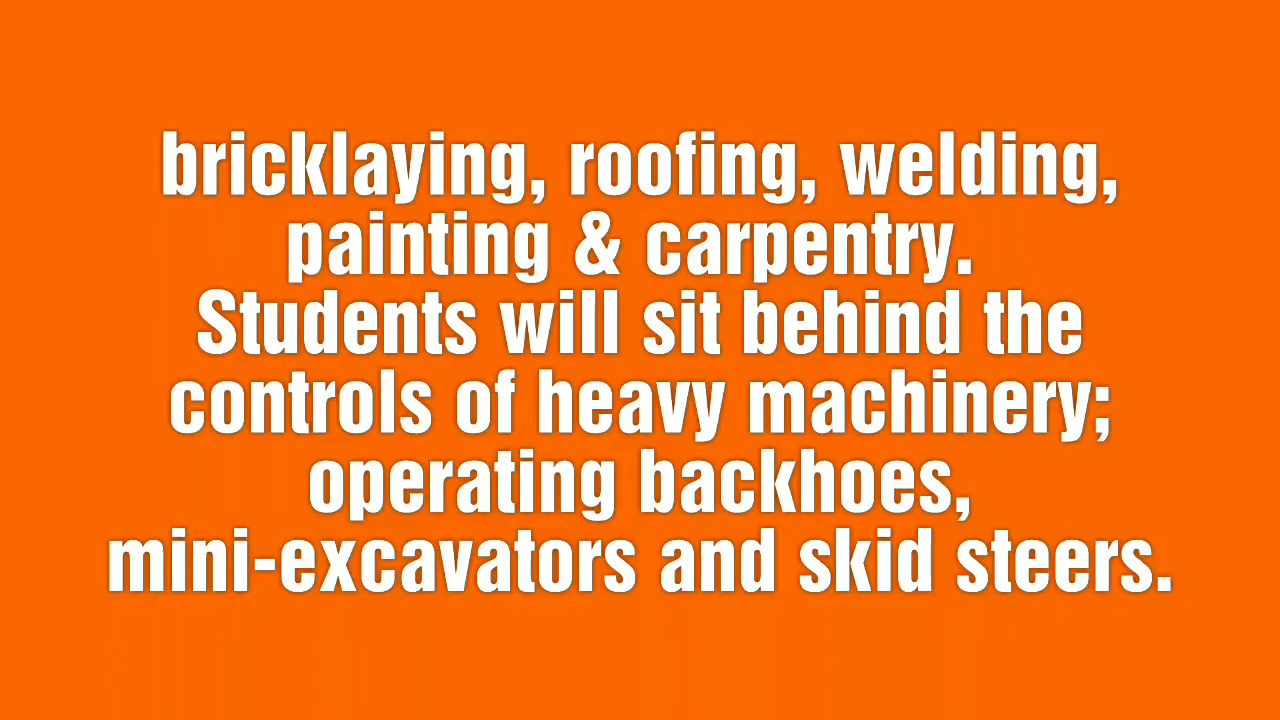 bricklaying, roofing, welding,
painting & carpentry.
Students will sit behind the
controls of heavy machinery;
operating backhoes,
mini-excavators and skid steers.